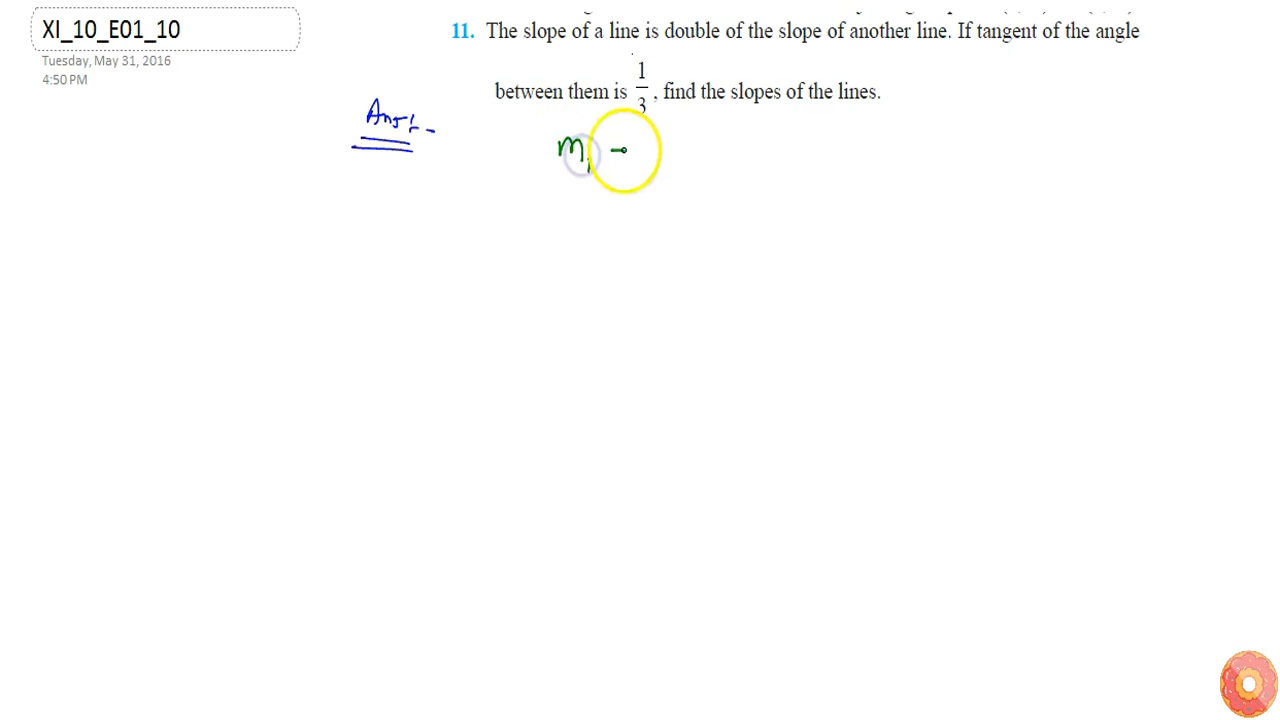 XI_10_E01_10
Tuesday, May 31, 2016
4:50 PM
11. The slope of a line is double of the slope of another line. If tangent of the angle
between them is 1/3, find the slopes of the lines.
Ans:-
m₁ -